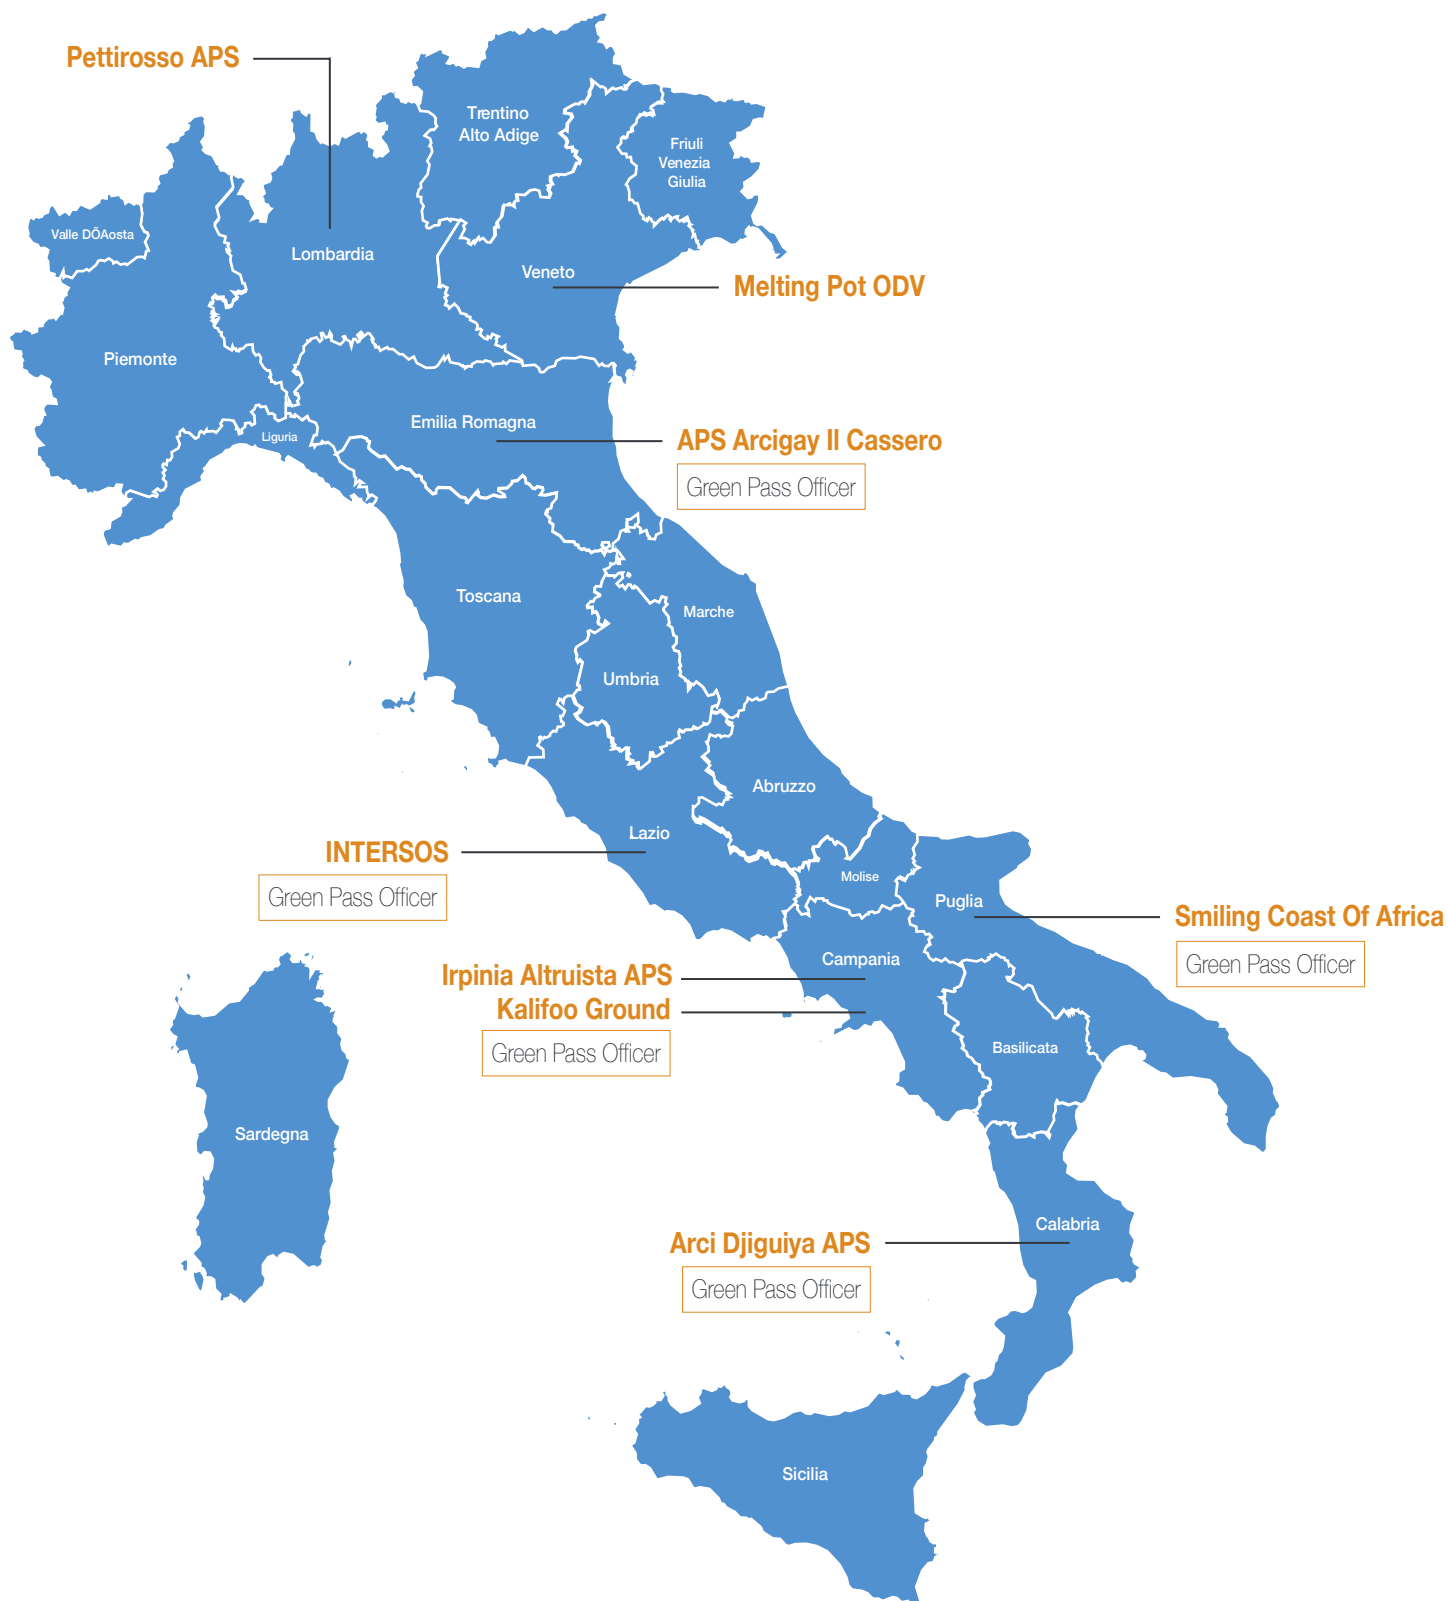 Pettirosso APS
Trentino
Alto Adige
Friuli
Venezia
Giulia
Valle DÕAosta
Lombardia
Veneto
Melting Pot ODV
Piemonte
Emilia Romagna
Liguria
APS Arcigay Il Cassero
Green Pass Officer
Toscana
Marche
Umbria
Abruzzo
Lazio
INTERSOS
Green Pass Officer
Molise
Puglia
Smiling Coast Of Africa
Green Pass Officer
Campania
Irpinia Altruista APS
Kalifoo Ground
Green Pass Officer
Basilicata
Sardegna
Calabria
Arci Djiguiya APS
Green Pass Officer
Sicilia